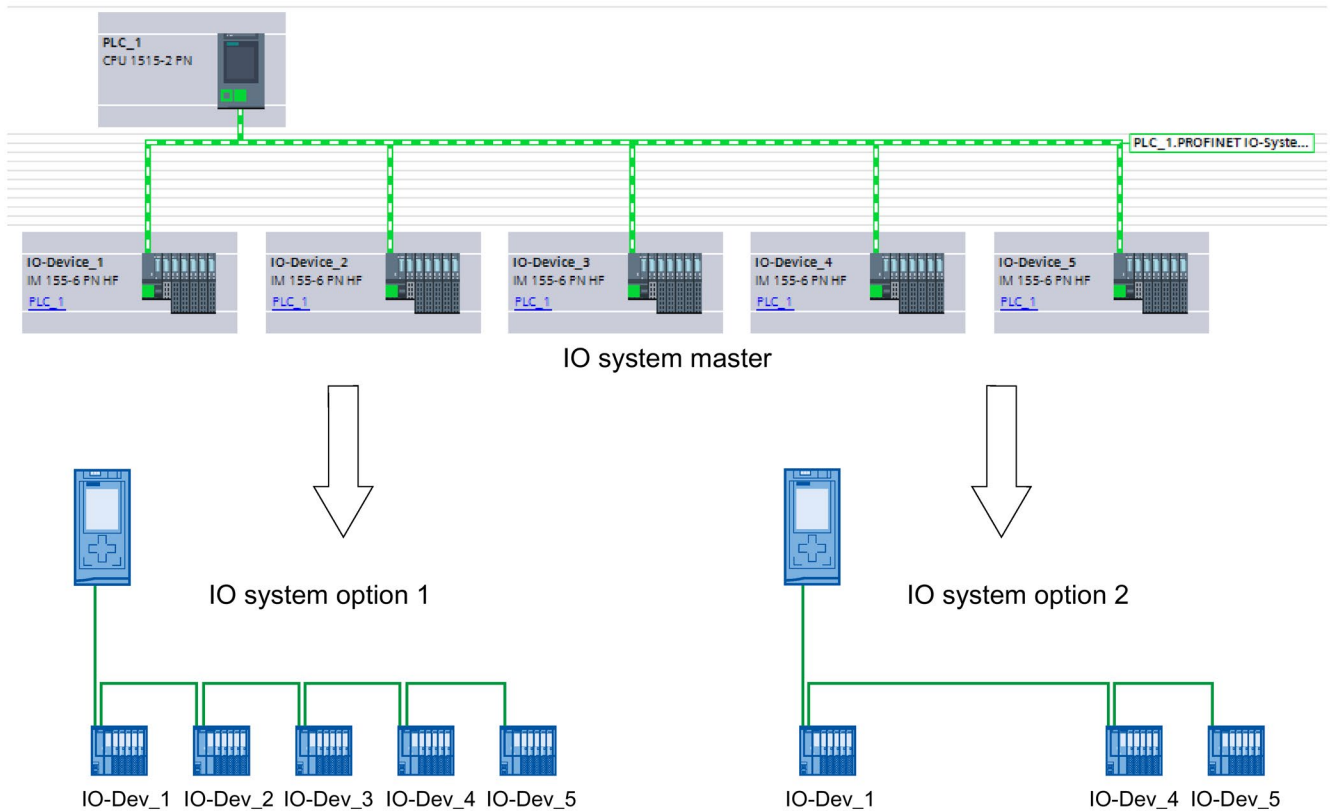 PLC_1
CPU 1515-2 PN
PLC_1.PROFINET IO-Syste...
IO-Device_1
IM 155-6 PN HF
PLC_1
IO-Device_2
IM 155-6 PN HF
PLC_1
IO-Device_3
IM 155-6 PN HF
PLC_1
IO-Device_4
IM 155-6 PN HF
PLC_1
IO-Device_5
IM 155-6 PN HF
PLC_1
IO system master
IO system option 1
IO system option 2
IO-Dev_1 IO-Dev_2 IO-Dev_3 IO-Dev_4 IO-Dev_5
IO-Dev_1 IO-Dev_4 IO-Dev_5